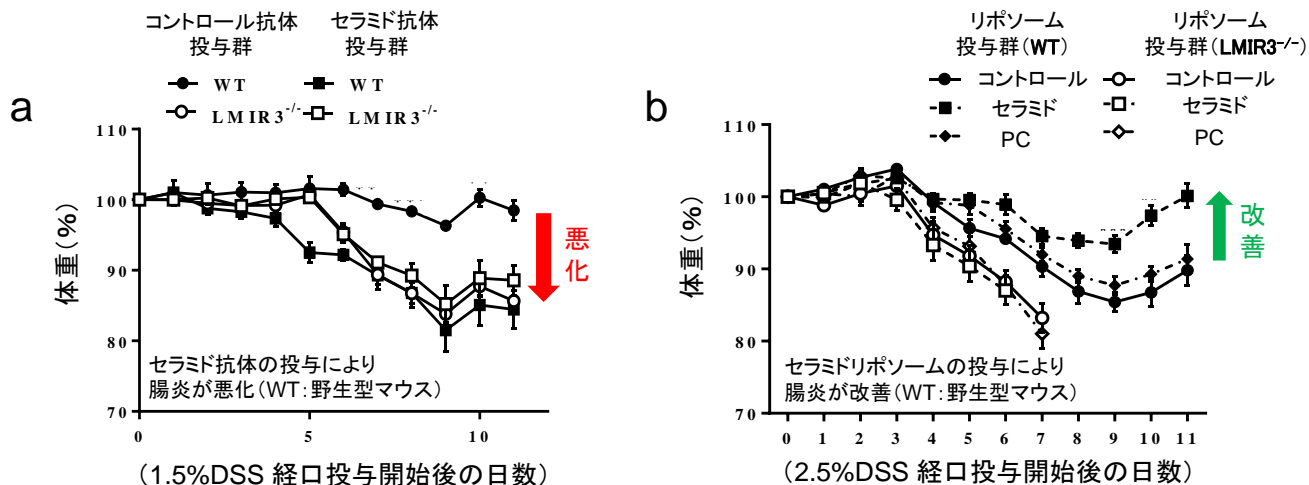 a
コントロール抗体
投与群
セラミド抗体
投与群
WT
WT
LMIR3-/-
LMIR3-/-
110
100
90
80
70
体重(%)
0
5
10
(1.5%DSS 経口投与開始後の日数)
セラミド抗体の投与により
腸炎が悪化(WT:野生型マウス)
悪化
b
リポソーム
投与群(WT)
リポソーム
投与群(LMIR3-/-)
コントロール
コントロール
セラミド
セラミド
PC
PC
110
100
90
80
70
体重(%)
0 1 2 3 4 5 6 7 8 9 10 11
(2.5%DSS 経口投与開始後の日数)
セラミドリポソームの投与により
腸炎が改善(WT:野生型マウス)
改善